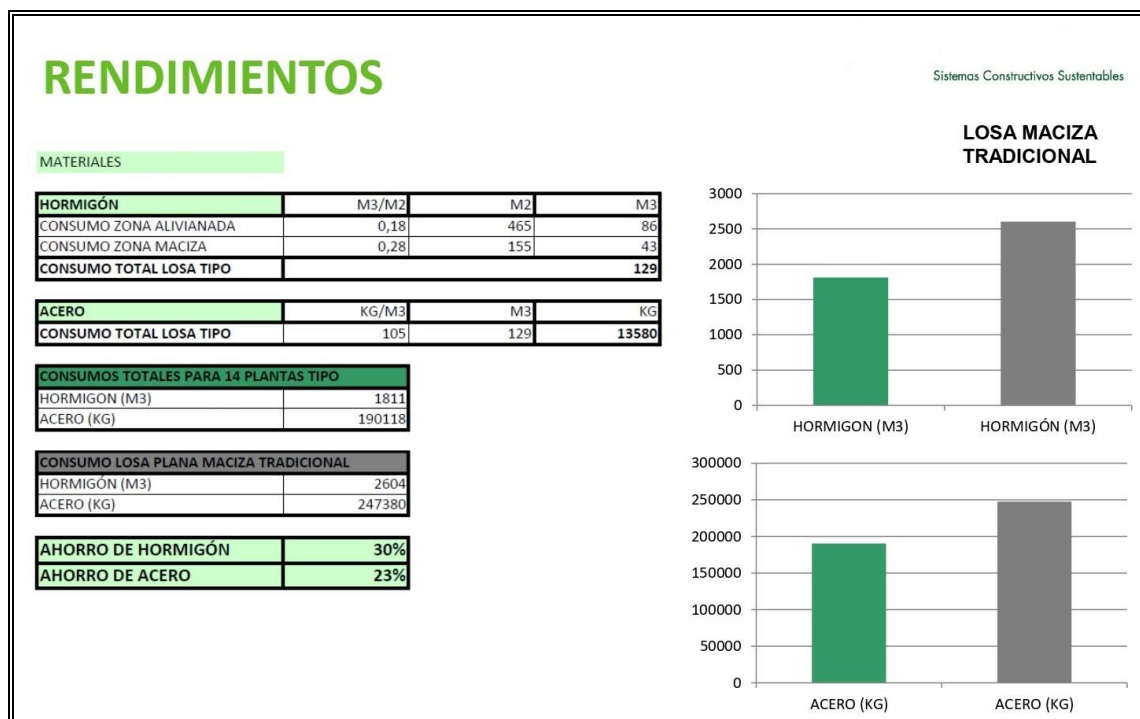 RENDIMIENTOS
Sistemas Constructivos Sustentables
MATERIALES
HORMIGÓN M3/M2 M2 M3
CONSUMO ZONA ALIVIANADA 0,18 465 86
CONSUMO ZONA MACIZA 0,28 155 43
CONSUMO TOTAL LOSA TIPO 129
ACERO KG/M3 M3 KG
CONSUMO TOTAL LOSA TIPO 105 129 13580
CONSUMOS TOTALES PARA 14 PLANTAS TIPO
HORMIGON (M3) 1811
ACERO (KG) 190118
CONSUMO LOSA PLANA MACIZA TRADICIONAL
HORMIGÓN (M3) 2604
ACERO (KG) 247380
AHORRO DE HORMIGÓN 30%
AHORRO DE ACERO 23%
LOSA MACIZA
TRADICIONAL
3000
2500
2000
1500
1000
500
0
HORMIGON (M3) HORMIGÓN (M3)
300000
250000
200000
150000
100000
50000
0
ACERO (KG) ACERO (KG)